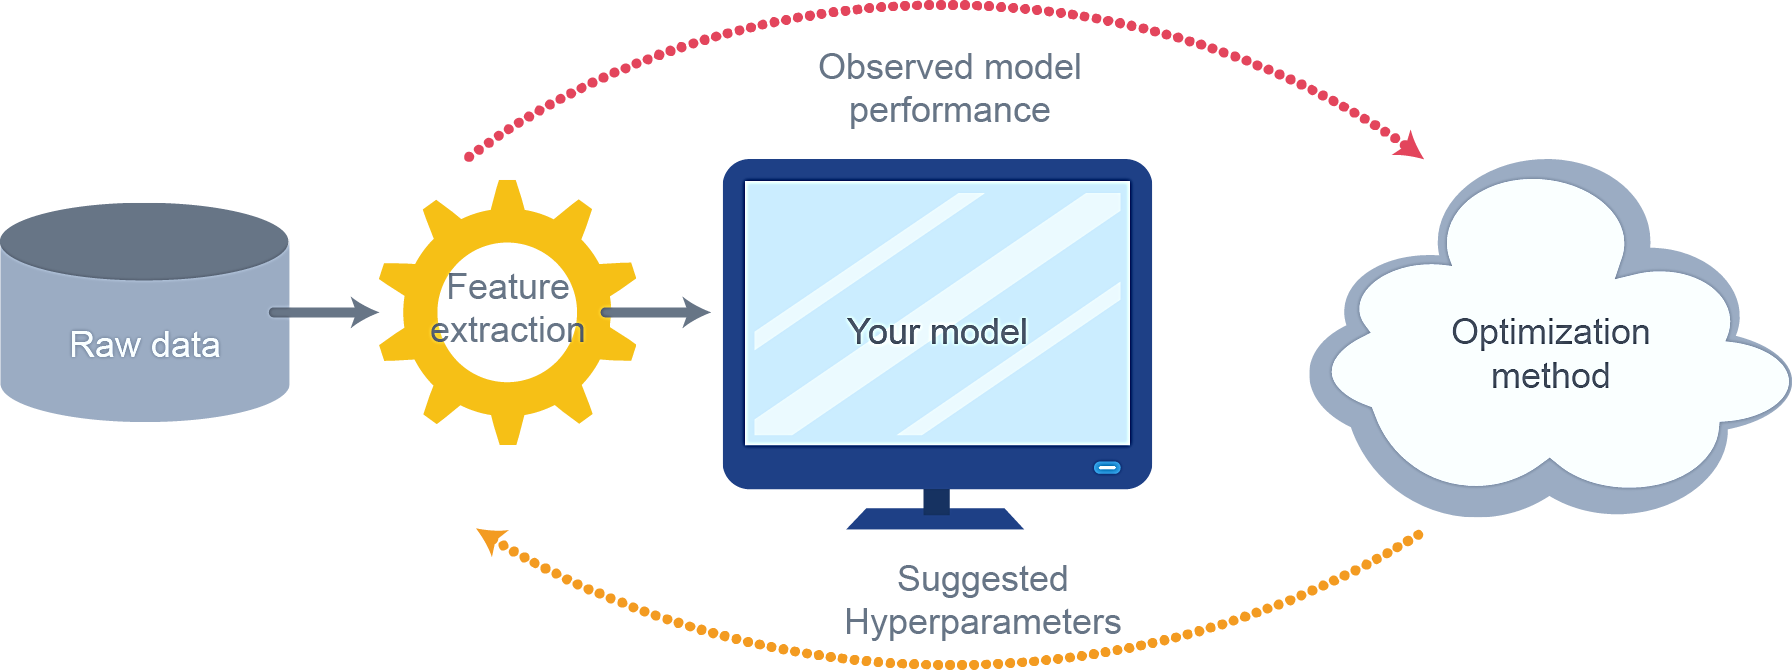 Observed model
performance
Raw data
Feature
extraction
Your model
Optimization
method
Suggested
Hyperparameters